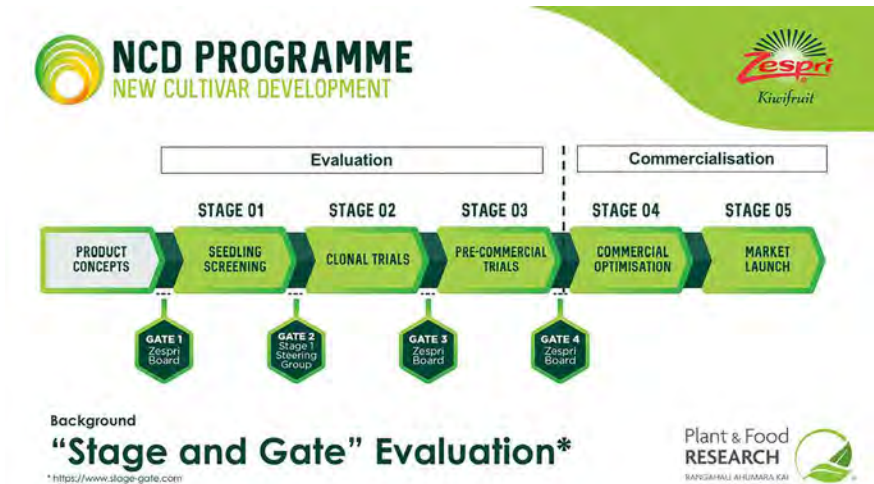 NCD PROGRAMME
NEW CULTIVAR DEVELOPMENT
Zespri
Kiwifruit
Evaluation
Commercialisation
STAGE 01
STAGE 02
STAGE 03
STAGE 04
STAGE 05
PRODUCT
CONCEPTS
SEEDLING
SCREENING
CLONAL TRIALS
PRE-COMMERCIAL
TRIALS
COMMERCIAL
OPTIMISATION
MARKET
LAUNCH
GATE 1
Zespri
Board
GATE 2
Stage 1
Steering
Group
GATE 3
Zespri
Board
GATE 4
Zespri
Board
Background
“Stage and Gate” Evaluation*
* https://www.stage-gate.com
Plant & Food
RESEARCH
RANGAHAU AHUMĀRA KAI